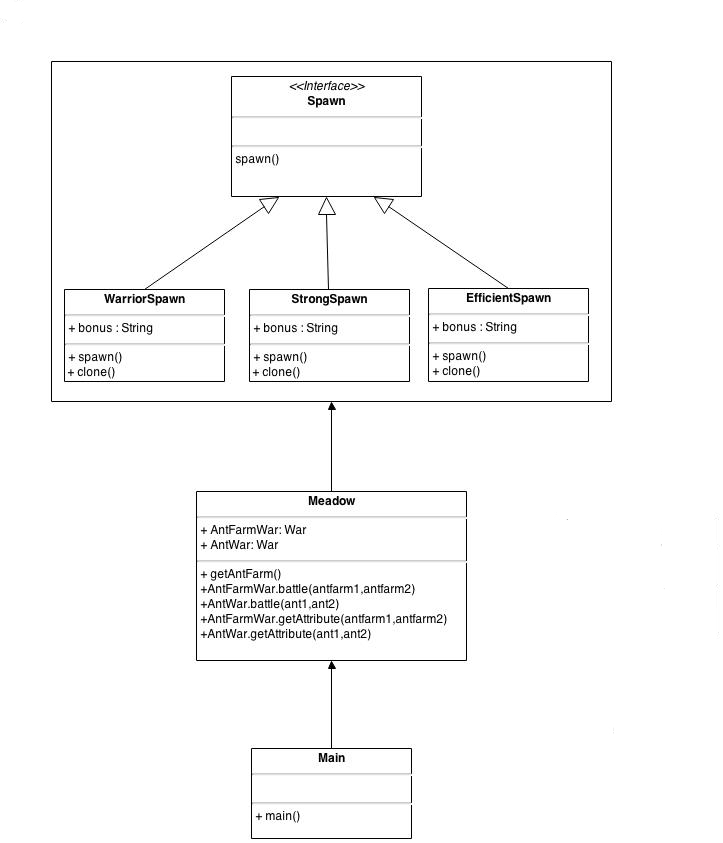 <<Interface>>
Spawn
spawn()
WarriorSpawn
+ bonus : String
+ spawn()
+ clone()
StrongSpawn
+ bonus : String
+ spawn()
+ clone()
EfficientSpawn
+ bonus : String
+ spawn()
+ clone()
Meadow
+ AntFarmWar: War
+ AntWar: War
+ getAntFarm()
+AntFarmWar.battle(antfarm1,antfarm2)
+AntWar.battle(ant1,ant2)
+AntFarmWar.getAttribute(antfarm1,antfarm2)
+AntWar.getAttribute(ant1,ant2)
Main
+ main()